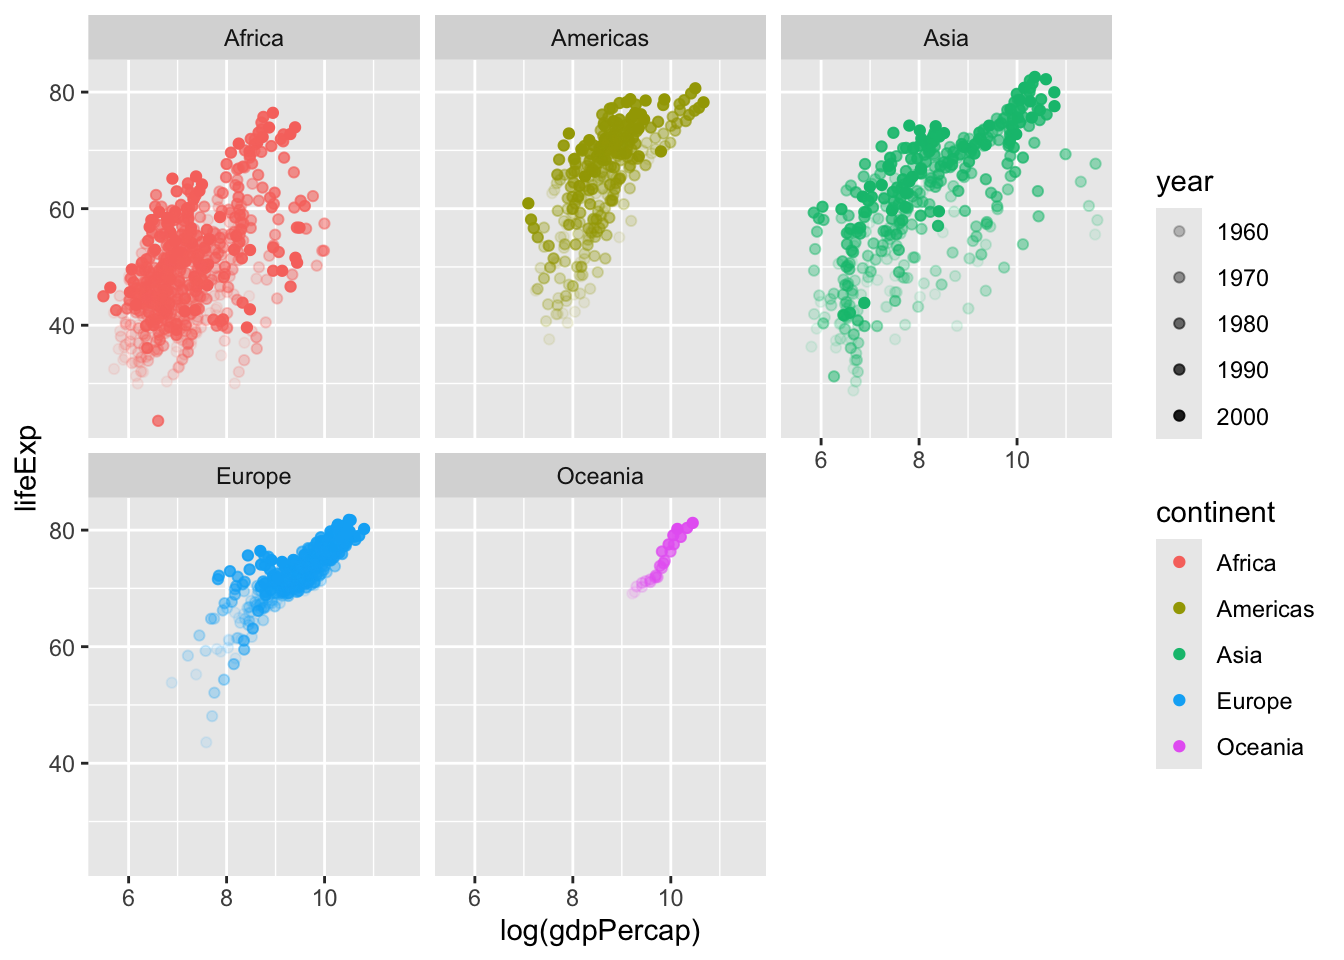 Africa
Americas
Asia
80
60
40
6
8
10
lifeExp
Europe
Oceania
80
60
40
6
8
10
6
8
10
log(gdpPercap)
year
1960
1970
1980
1990
2000
continent
Africa
Americas
Asia
Europe
Oceania